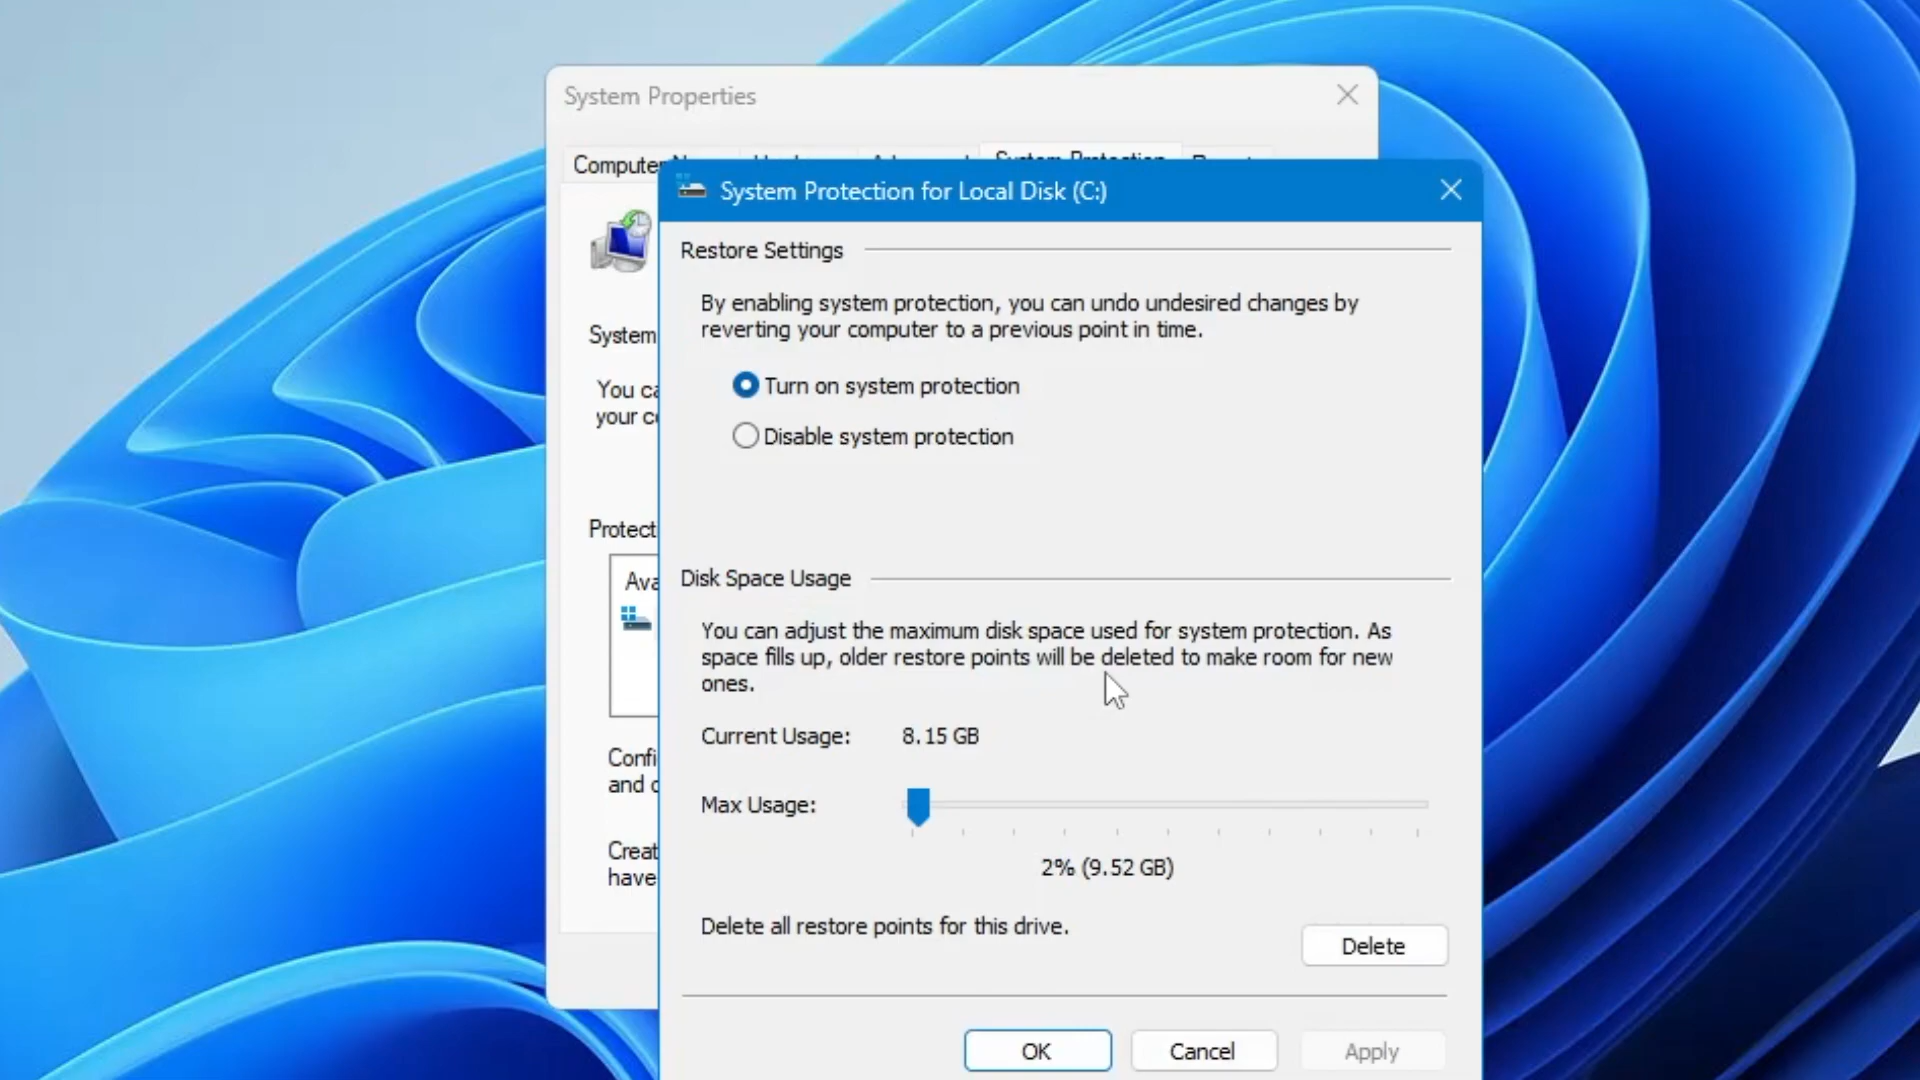 System Properties
Computer
System Protection
System Protection for Local Disk (C:)
Restore Settings
By enabling system protection, you can undo undesired changes by
reverting your computer to a previous point in time.
System
You ca
your c
Turn on system protection
Disable system protection
Protect
Ava
Disk Space Usage
You can adjust the maximum disk space used for system protection. As
space fills up, older restore points will be deleted to make room for new
ones.
Current Usage: 8.15 GB
Confi
and c
Max Usage:
2% (9.52 GB)
Creat
have
Delete all restore points for this drive.
Delete
OK Cancel Apply